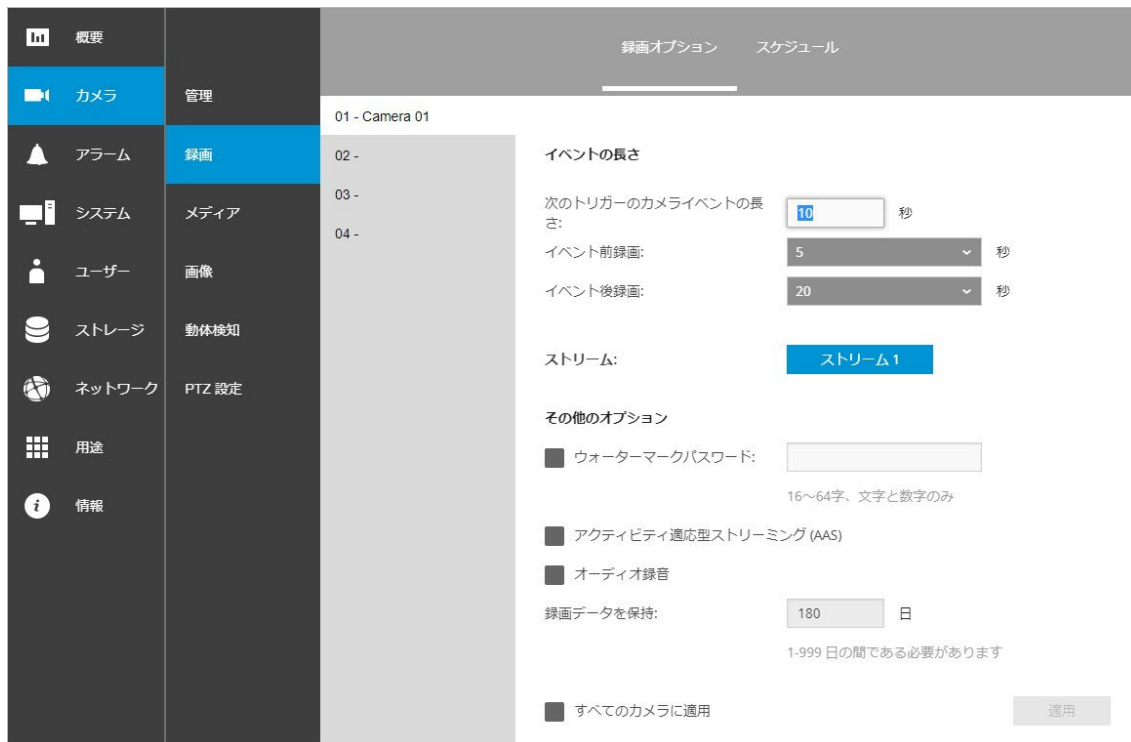 概要
カメラ
アラーム
システム
ユーザー
ストレージ
ネットワーク
用途
情報
管理
録画
メディア
画像
動体検知
PTZ 設定
録画オプション
スケジュール
01 - Camera 01
02 -
03 -
04 -
イベントの長さ
次のトリガーのカメライベントの長
さ:
10 秒
イベント前録画: 5 秒
イベント後録画: 20 秒
ストリーム: ストリーム 1
その他のオプション
ウォーターマークパスワード:
16～64字、文字と数字のみ
アクティビティ適応型ストリーミング (AAS)
オーディオ録音
録画データを保持: 180 日
1-999 日の間である必要があります
すべてのカメラに適用
適用